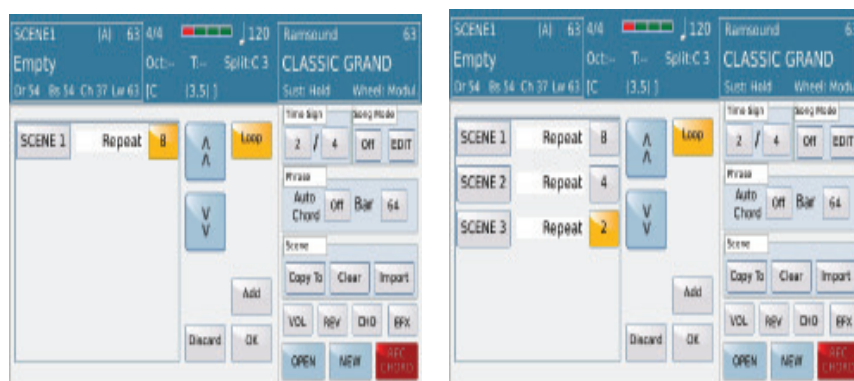 SCENE1 (A) 63 4/4 120 Ramsound 63
Empty Oct:-- T:-- Split:C 3 CLASSIC GRAND
Dr 54 Bs 54 Ch 37 Lw 63 [C (3.5) ] Sust: Hold Wheel: Modul
Time Sign Song Mode
SCENE 1 Repeat 8 Loop 2 / 4 Off EDIT
Phrase
Auto Chord Off Bar 64
Scene
Copy To Clear Import
Add
VOL REV CHO EFX
Discard OK
OPEN NEW REC CHORD
SCENE1 (A) 63 4/4 120 Ramsound
Empty Oct:-- T:-- Split:C 3 CLASSIC GRAND
Dr 54 Bs 54 Ch 37 Lw 63 [C (3.5) ] Sust: Hold Wheel: Modul
Time Sign Song Mode
SCENE 1 Repeat 8 Loop 2 / 4 Off EDIT
Phrase
SCENE 2 Repeat 4 Auto Chord Off Bar 64
SCENE 3 Repeat 2
Scene
Copy To Clear Import
Add
VOL REV CHO EFX
Discard OK
OPEN NEW REC CHORD